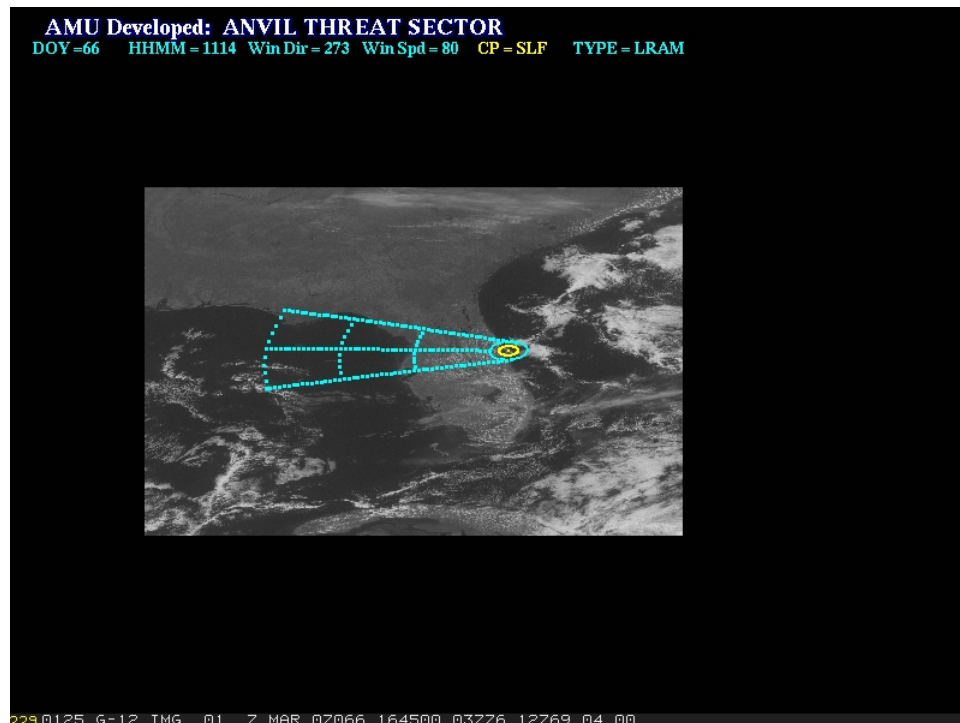 AMU Developed: ANVIL THREAT SECTOR
DOY =66 HHMM = 1114 Win Dir = 273 Win Spd = 80 CP = SLF TYPE = LRAM
229 0125 G-12 IMG 01 7 MAR 07066 164500 03776 12769 04.00